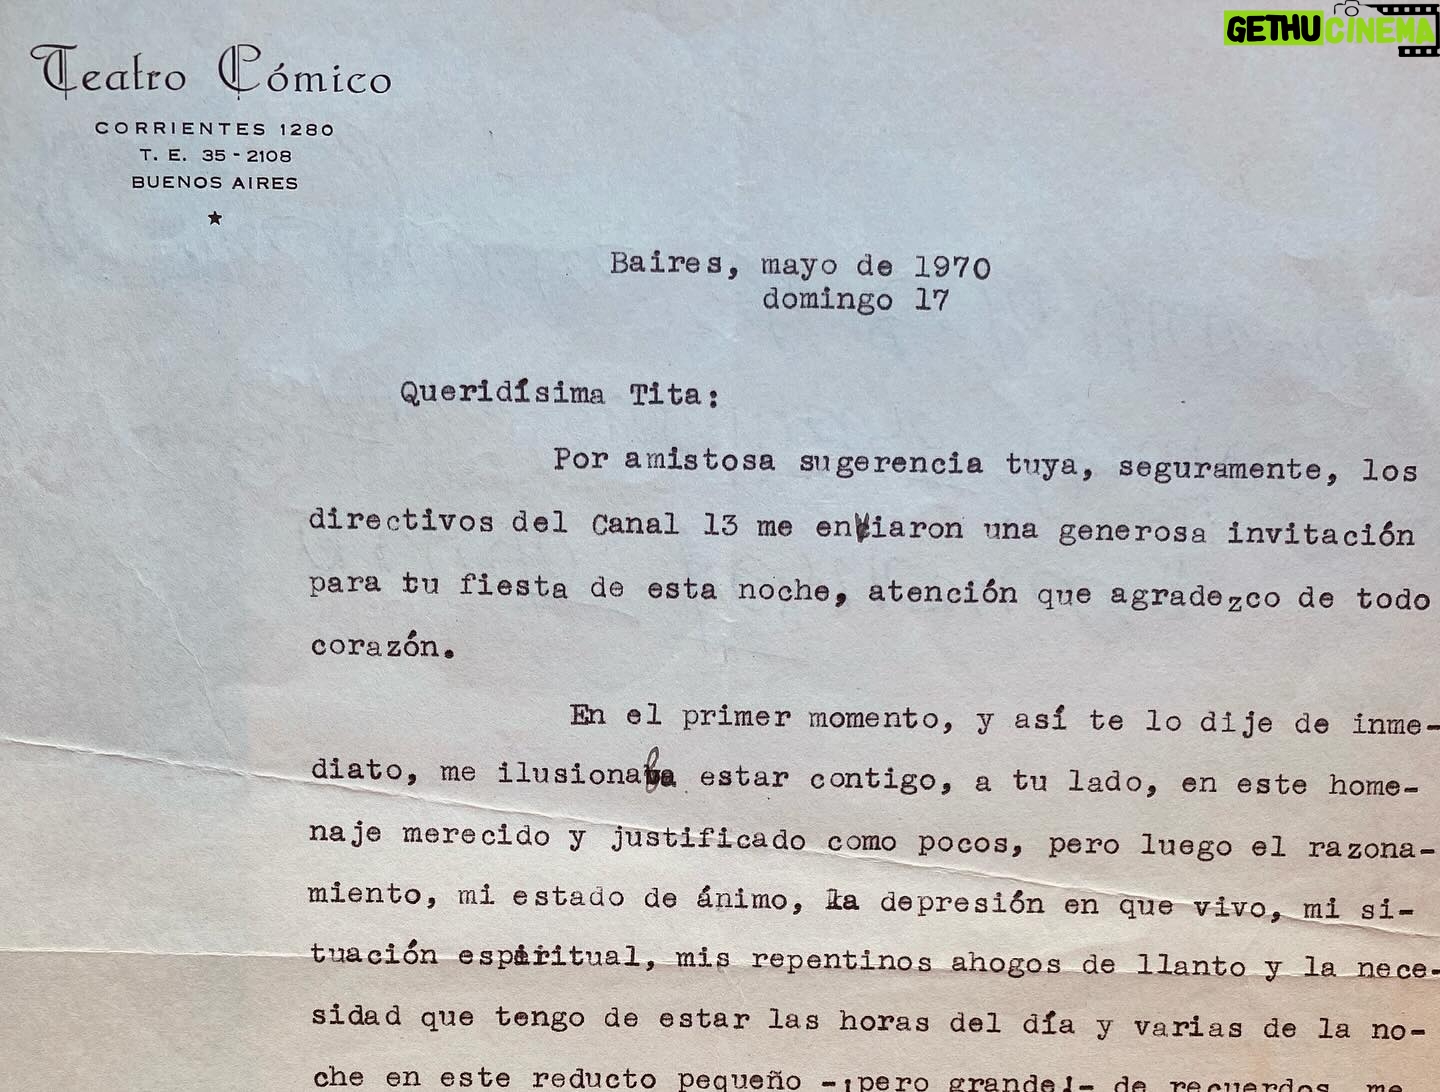 GETHUCINEMA
Teatro Cómico
CORRIENTES 1280
T. E. 35 - 2108
BUENOS AIRES
Baires, mayo de 1970
domingo 17
Queridísima Tita:
Por amistosa sugerencia tuya, seguramente, los
directivos del Canal 13 me enviaron una generosa invitación
para tu fiesta de esta noche, atención que agradezco de todo
corazón.
En el primer momento, y así te lo dije de inme-
diato, me ilusionaba estar contigo, a tu lado, en este home-
naje merecido y justificado como pocos, pero luego el razona-
miento, mi estado de ánimo, la depresión en que vivo, mi si-
tuación espiritual, mis repentinos ahogos de llanto y la nece-
sidad que tengo de estar las horas del día y varias de la no-
che en este reducto pequeño -¡pero grande!- de recuerdos, me